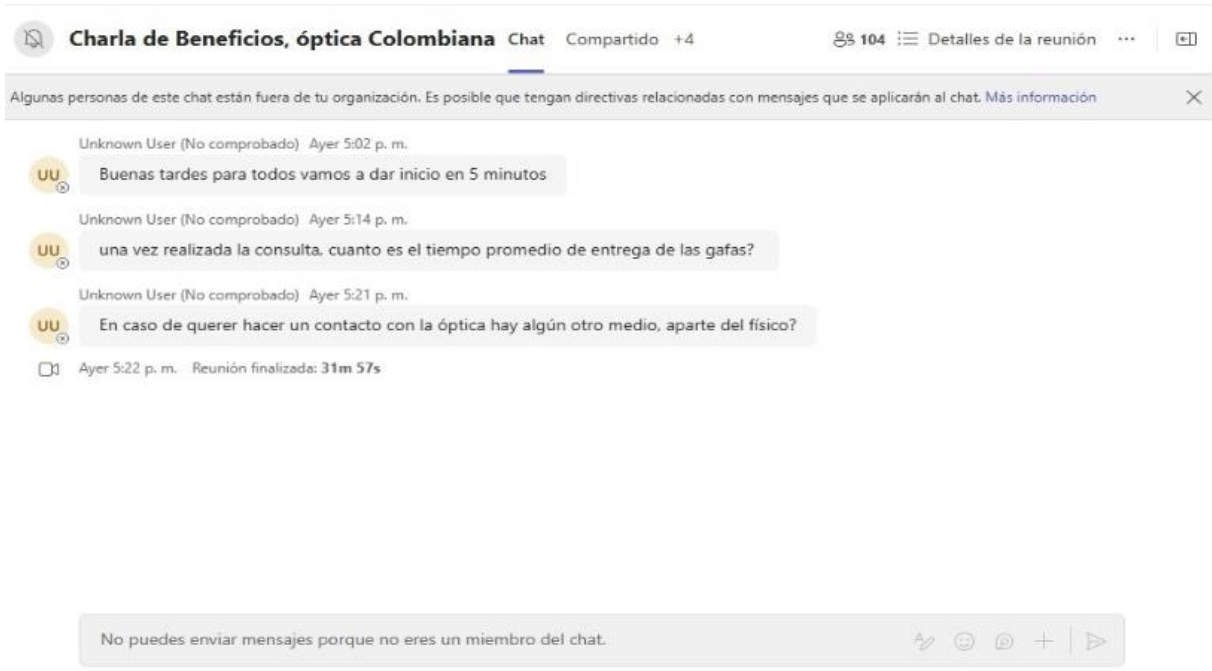 Charla de Beneficios, óptica Colombiana Chat Compartido +4 104 Detalles de la reunión ...
Algunas personas de este chat están fuera de tu organización. Es posible que tengan directivas relacionadas con mensajes que se aplicarán al chat. Más información
Unknown User (No comprobado) Ayer 5:02 p. m.
UU Buenas tardes para todos vamos a dar inicio en 5 minutos
Unknown User (No comprobado) Ayer 5:14 p. m.
UU una vez realizada la consulta, cuanto es el tiempo promedio de entrega de las gafas?
Unknown User (No comprobado) Ayer 5:21 p. m.
UU En caso de querer hacer un contacto con la óptica hay algún otro medio, aparte del físico?
Ayer 5:22 p. m. Reunión finalizada: 31m 57s
No puedes enviar mensajes porque no eres un miembro del chat.